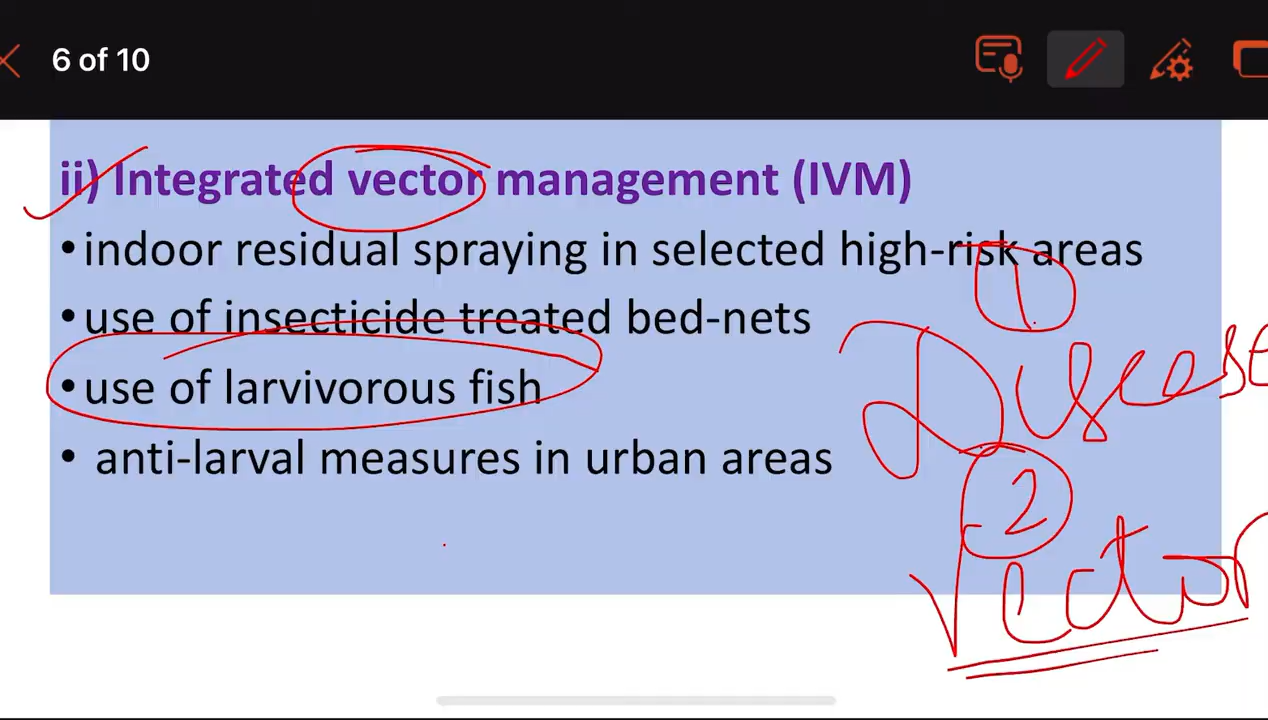 6 of 10
ii) Integrated vector management (IVM)
•indoor residual spraying in selected high-risk areas
•use of insecticide treated bed-nets
•use of larvivorous fish
• anti-larval measures in urban areas
1
Disease
2
Vector